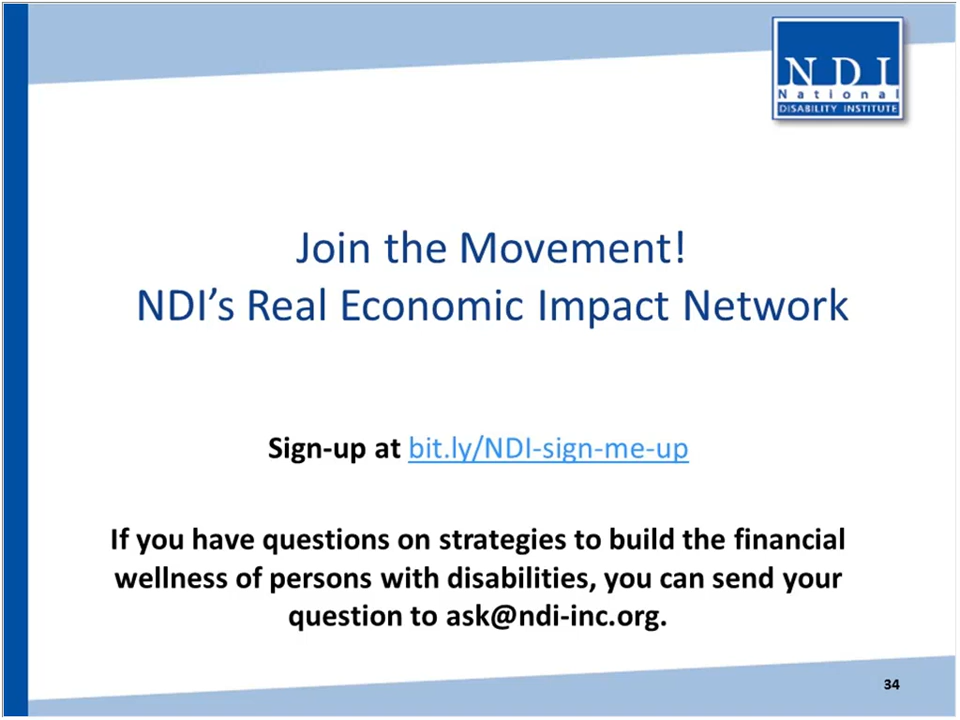 NDI
National
DISABILITY INSTITUTE
Join the Movement!
NDI’s Real Economic Impact Network
Sign-up at bit.ly/NDI-sign-me-up
If you have questions on strategies to build the financial
wellness of persons with disabilities, you can send your
question to ask@ndi-inc.org.
34